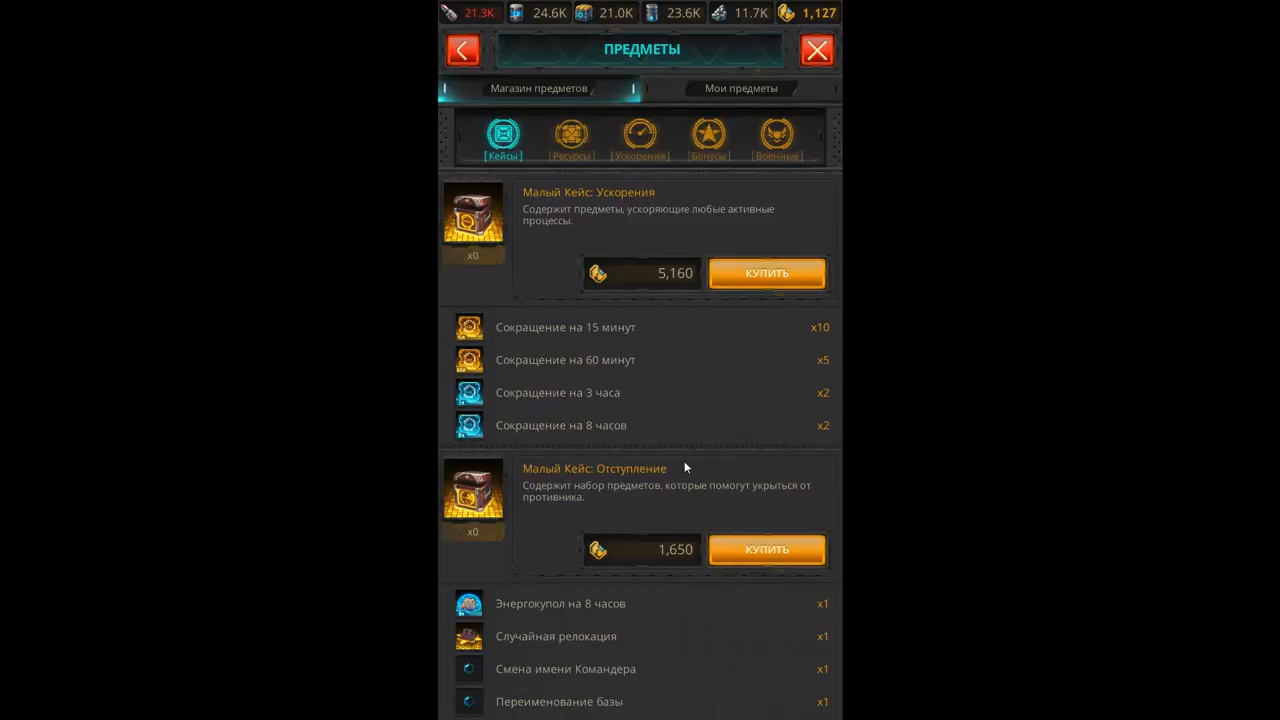 21.3K 24.6K 21.0K 23.6K 11.7K 1,127
ПРЕДМЕТЫ
Магазин предметов Мои предметы
[Кейсы] [Ресурсы] [Ускорения] [Бонусы] [Военные]
Малый Кейс: Ускорения
Содержит предметы, ускоряющие любые активные
процессы.
x0
5,160 КУПИТЬ
Сокращение на 15 минут x10
Сокращение на 60 минут x5
Сокращение на 3 часа x2
Сокращение на 8 часов x2
Малый Кейс: Отступление
Содержит набор предметов, которые помогут укрыться от
противника.
x0
1,650 КУПИТЬ
Энергокупол на 8 часов x1
Случайная релокация x1
Смена имени Командера x1
Переименование базы x1